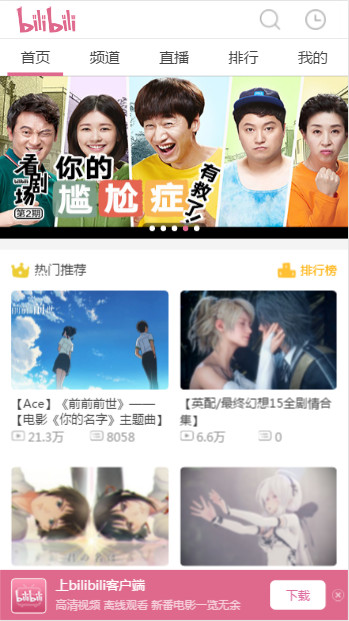 bilibili
首页 频道 直播 排行 我的
看剧场
bilibili
第2期
你的
尴尬症
有救了!
热门推荐 排行榜
【Ace】《前前前世》——
【电影《你的名字》主题曲】
21.3万 8058
【英配/最终幻想15全剧情合
集】
6.6万 0
bilibili
上bilibili客户端
高清视频 离线观看 新番电影一览无余
下载